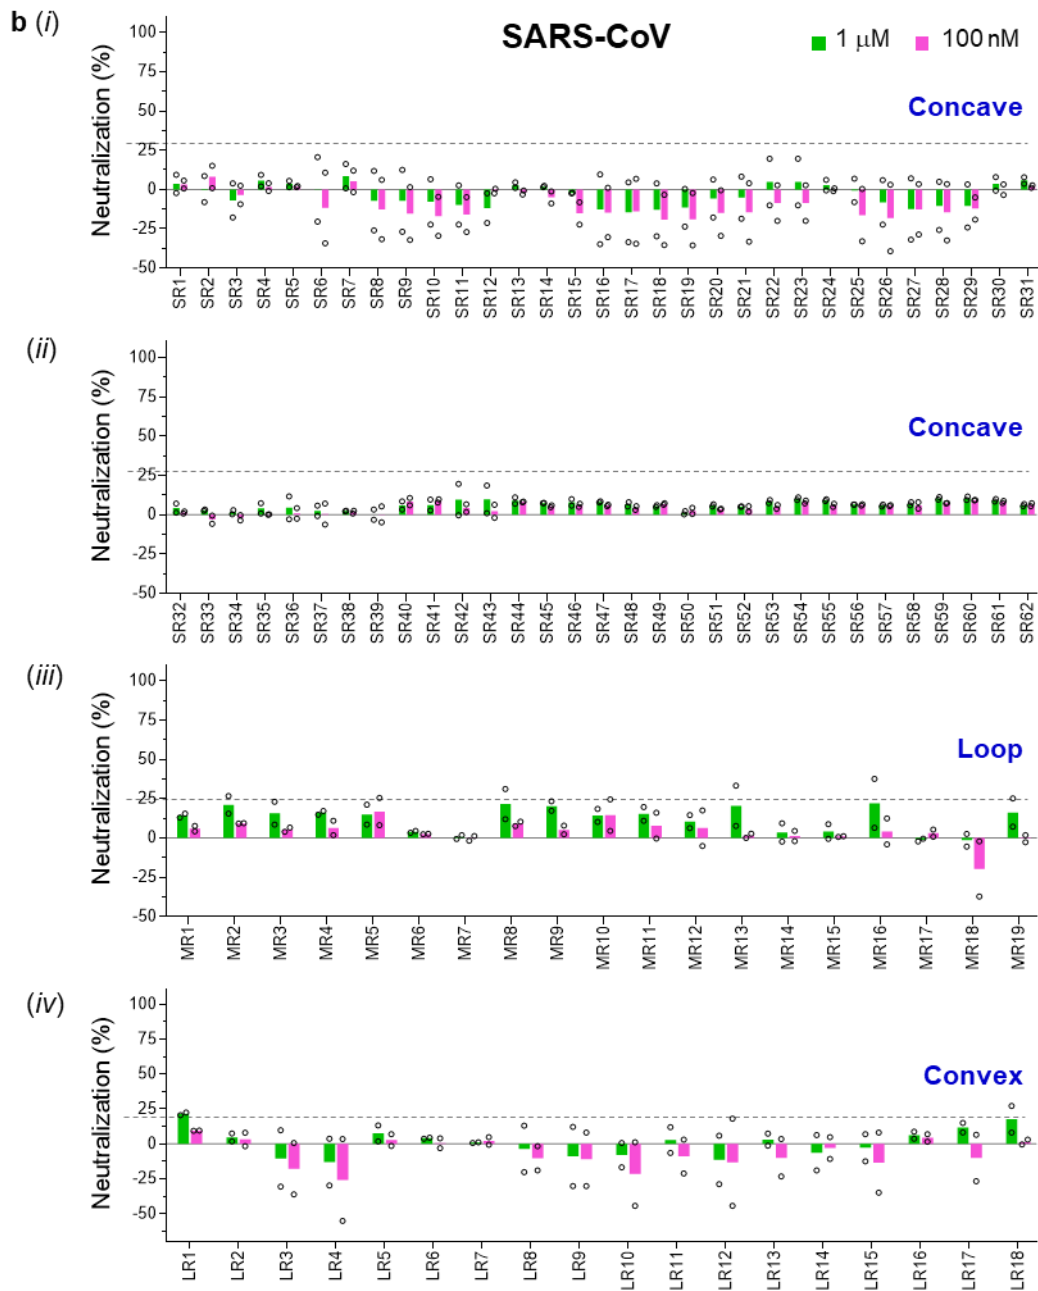 b (i)
SARS-CoV
1 μM
100 nM
Concave
Neutralization (%)
100
75
50
25
0
-25
-50
SR1 SR2 SR3 SR4 SR5 SR6 SR7 SR8 SR9 SR10 SR11 SR12 SR13 SR14 SR15 SR16 SR17 SR18 SR19 SR20 SR21 SR22 SR23 SR24 SR25 SR26 SR27 SR28 SR29 SR30 SR31
(ii)
Concave
Neutralization (%)
100
75
50
25
0
-25
-50
SR32 SR33 SR34 SR35 SR36 SR37 SR38 SR39 SR40 SR41 SR42 SR43 SR44 SR45 SR46 SR47 SR48 SR49 SR50 SR51 SR52 SR53 SR54 SR55 SR56 SR57 SR58 SR59 SR60 SR61 SR62
(iii)
Loop
Neutralization (%)
100
75
50
25
0
-25
-50
MR1 MR2 MR3 MR4 MR5 MR6 MR7 MR8 MR9 MR10 MR11 MR12 MR13 MR14 MR15 MR16 MR17 MR18 MR19
(iv)
Convex
Neutralization (%)
100
75
50
25
0
-25
-50
LR1 LR2 LR3 LR4 LR5 LR6 LR7 LR8 LR9 LR10 LR11 LR12 LR13 LR14 LR15 LR16 LR17 LR18